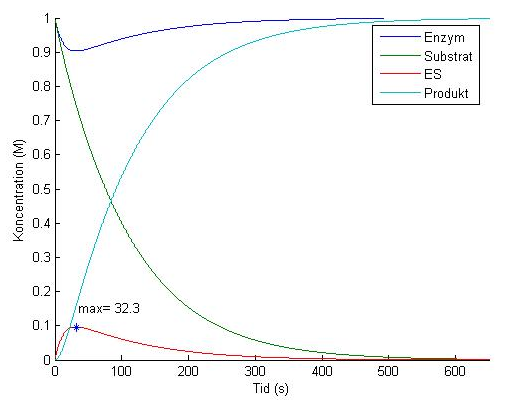 1
0.9
0.8
0.7
0.6
0.5
0.4
0.3
0.2
0.1
0
Koncentration (M)
Enzym
Substrat
ES
Produkt
max= 32.3
0 100 200 300 400 500 600
Tid (s)